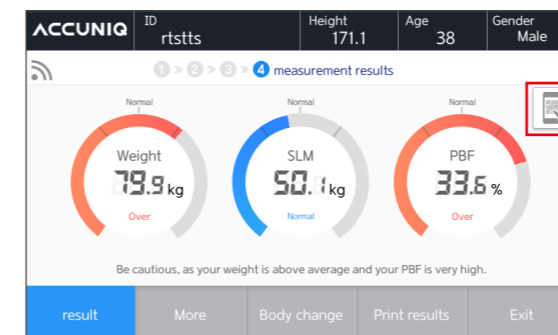 ACCUNIQ
ID
rtstts
Height
171.1
Age
38
Gender
Male
1 » 2 » 3 » 4 measurement results
Normal
Weight
79.9 kg
Over
Normal
SLM
50.1 kg
Normal
Normal
PBF
33.6 %
Over
Be cautious, as your weight is above average and your PBF is very high.
result
More
Body change
Print results
Exit